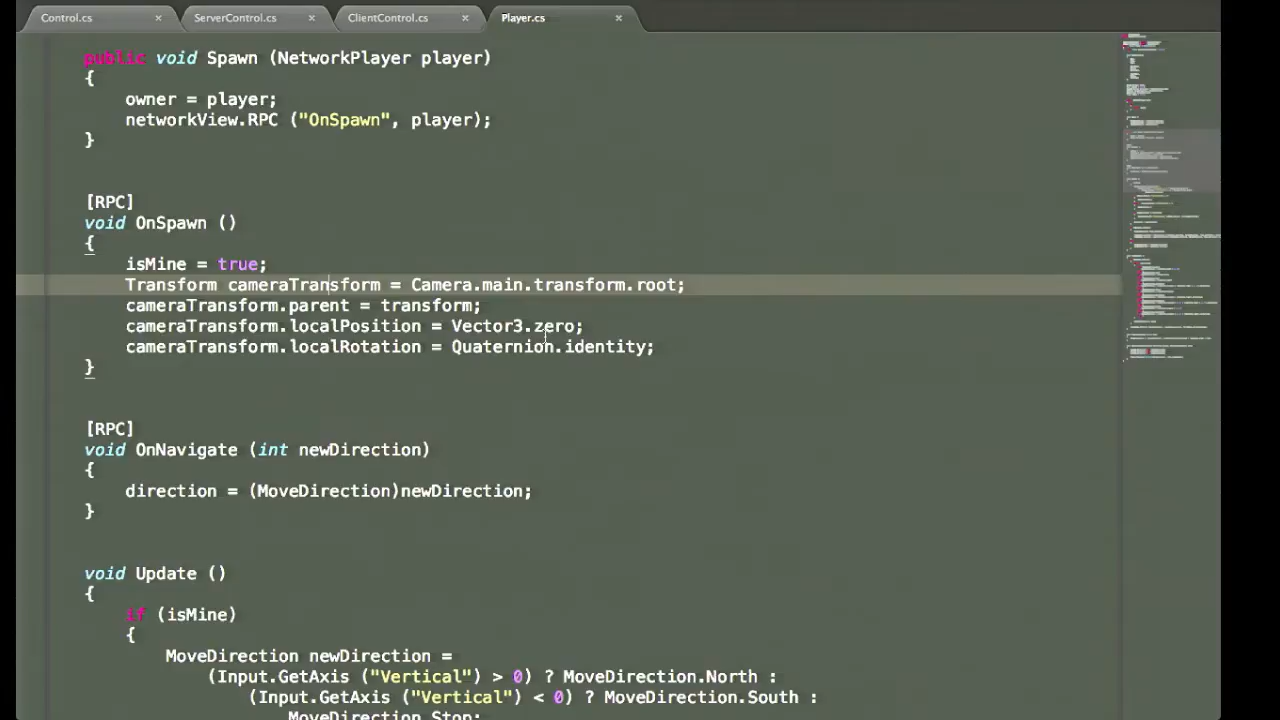 Control.cs
ServerControl.cs
ClientControl.cs
Player.cs
public void Spawn (NetworkPlayer player)
{
owner = player;
networkView.RPC ("OnSpawn", player);
}
[RPC]
void OnSpawn ()
{
isMine = true;
Transform cameraTransform = Camera.main.transform.root;
cameraTransform.parent = transform;
cameraTransform.localPosition = Vector3.zero;
cameraTransform.localRotation = Quaternion.identity;
}
[RPC]
void OnNavigate (int newDirection)
{
direction = (MoveDirection)newDirection;
}
void Update ()
{
if (isMine)
{
MoveDirection newDirection =
(Input.GetAxis ("Vertical") > 0) ? MoveDirection.North :
(Input.GetAxis ("Vertical") < 0) ? MoveDirection.South :
MoveDirection.Stop;